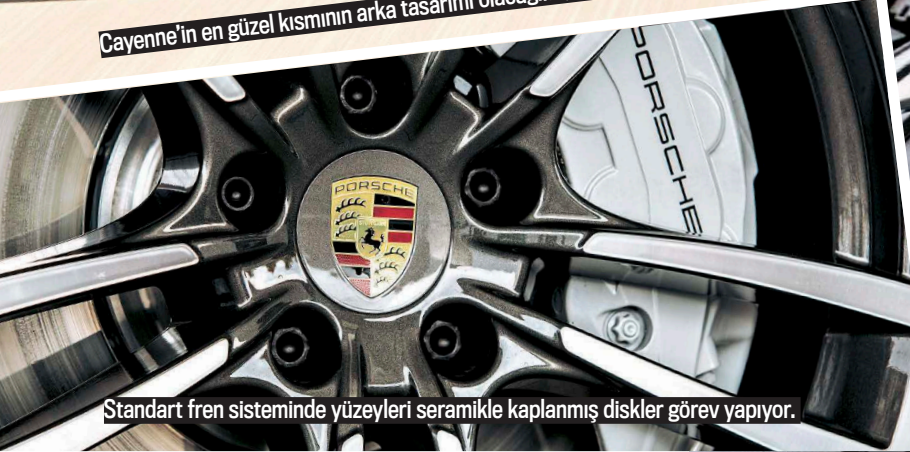 Cayenne'in en güzel kısmının arka tasarımı
PORSCHE
PORSCHE
Standart fren sisteminde yüzeyleri seramikle kaplanmış diskler görev yapıyor.